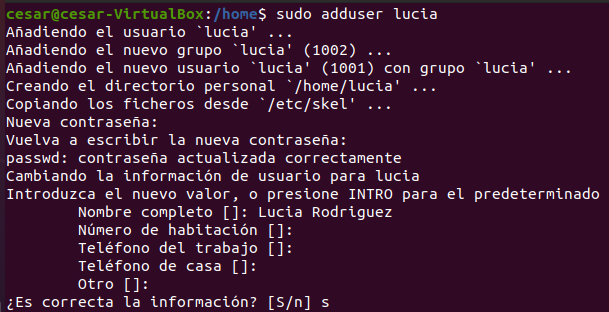 cesar@cesar-VirtualBox:/home$ sudo adduser lucia
Añadiendo el usuario `lucia' ...
Añadiendo el nuevo grupo `lucia' (1002) ...
Añadiendo el nuevo usuario `lucia' (1001) con grupo `lucia' ...
Creando el directorio personal `/home/lucia' ...
Copiando los ficheros desde `/etc/skel' ...
Nueva contraseña:
Vuelva a escribir la nueva contraseña:
passwd: contraseña actualizada correctamente
Cambiando la información de usuario para lucia
Introduzca el nuevo valor, o presione INTRO para el predeterminado
        Nombre completo []: Lucia Rodriguez
        Número de habitación []:
        Teléfono del trabajo []:
        Teléfono de casa []:
        Otro []:
¿Es correcta la información? [S/n] s